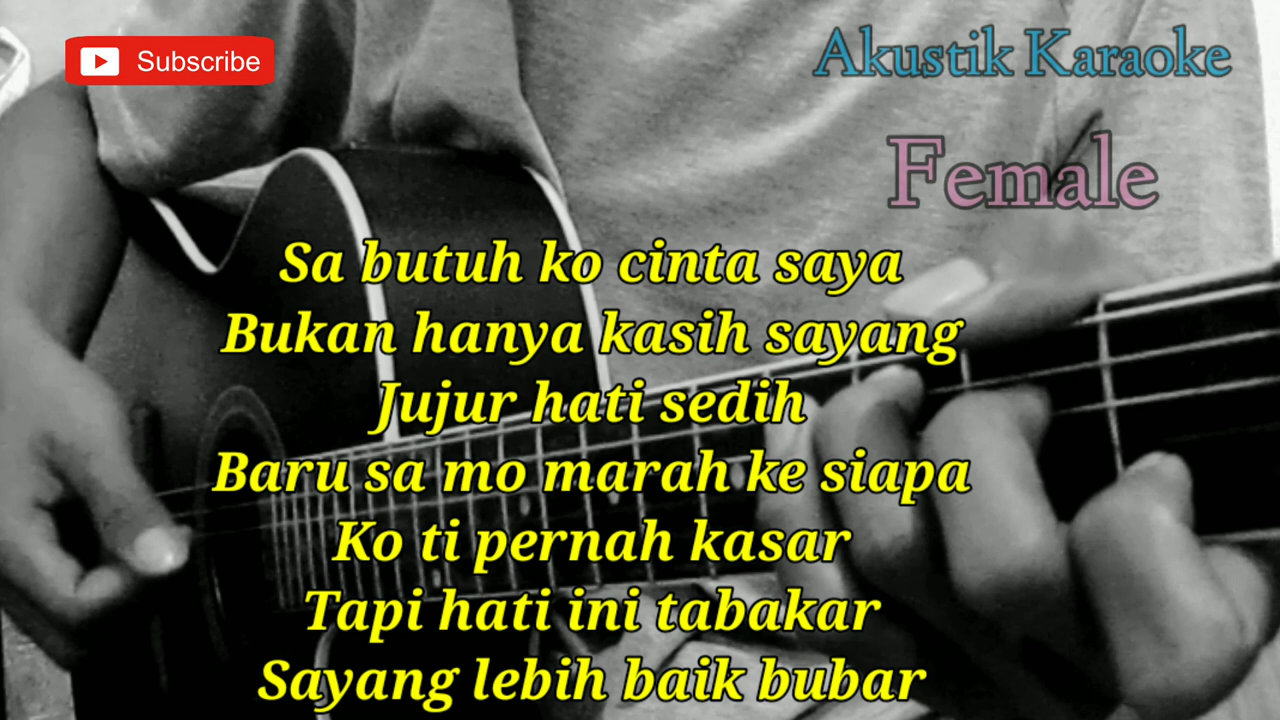 Subscribe
Akustik Karaoke
Female
Sa butuh ko cinta saya
Bukan hanya kasih sayang
Jujur hati sedih
Baru sa mo marah ke siapa
Ko ti pernah kasar
Tapi hati ini tabakar
Sayang lebih baik bubar